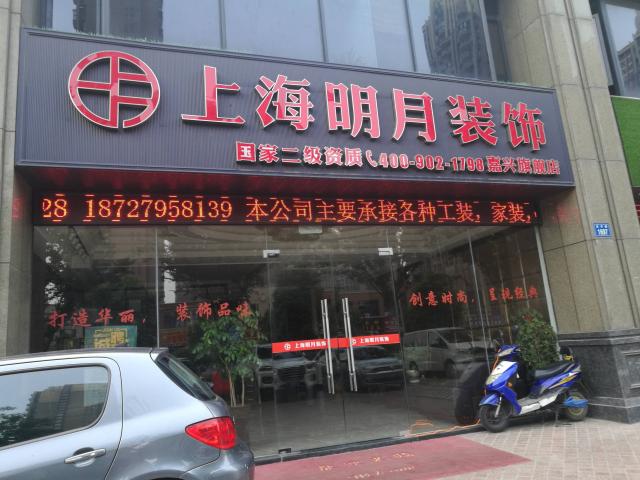 上海明月装饰
国家二级资质 400-902-1798 嘉兴旗舰店
28 18727958139 本公司主要承接各种工装, 家装,
打造华丽, 装饰品味
创意时尚, 呈现经典
上海明月装饰
上海明月装饰